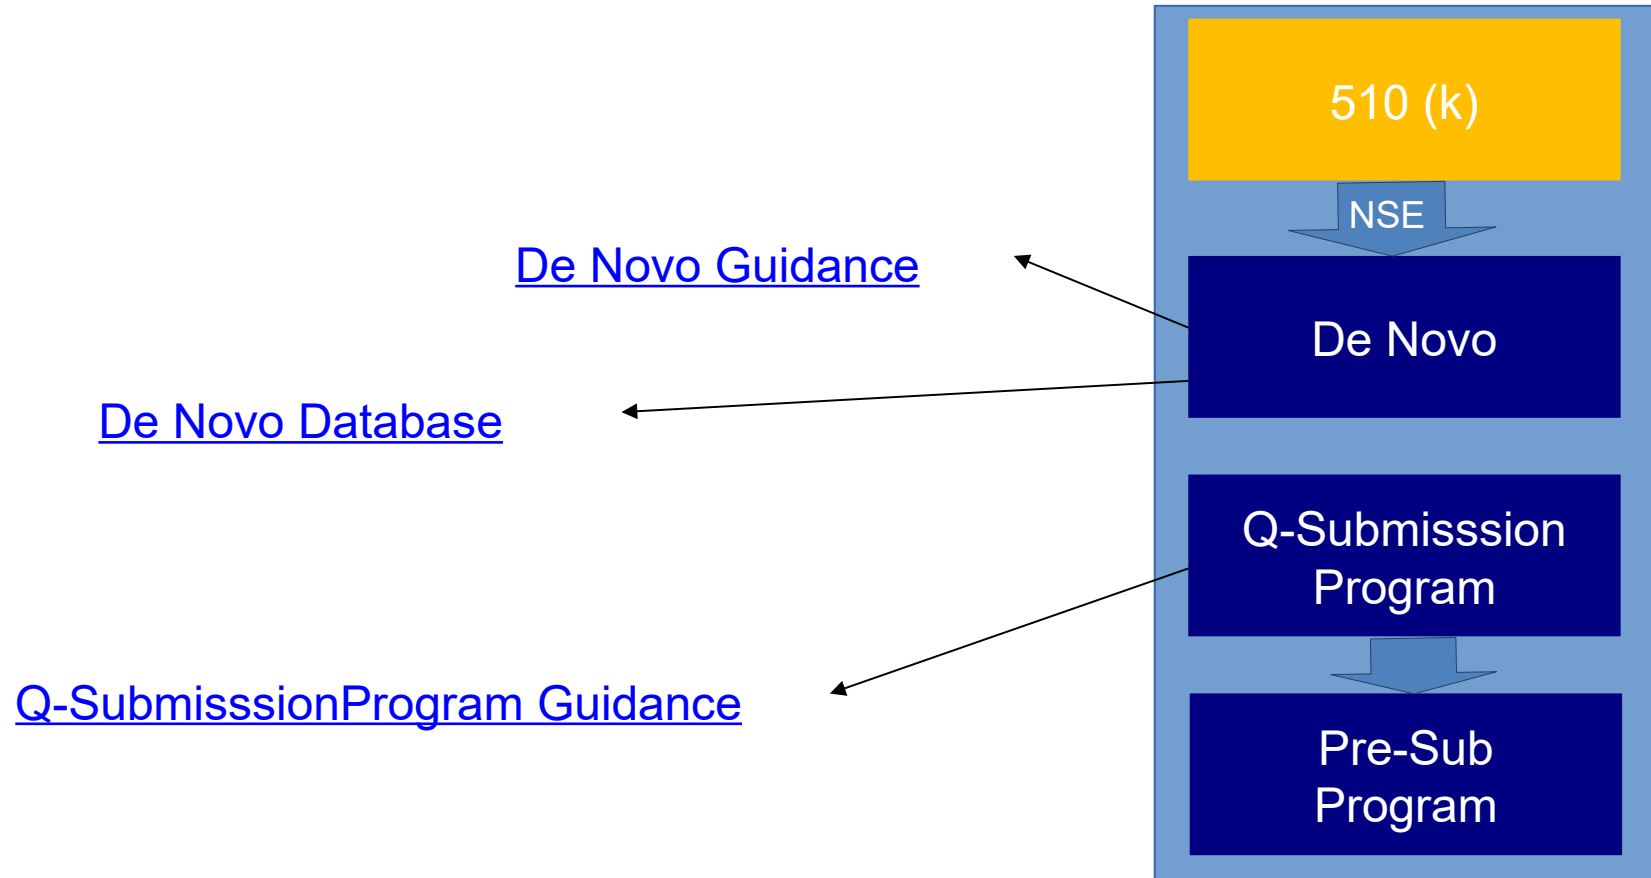 510 (k)
NSE
De Novo Guidance
De Novo
De Novo Database
Q-Submisssion
Program
Q-SubmisssionProgram Guidance
Pre-Sub
Program